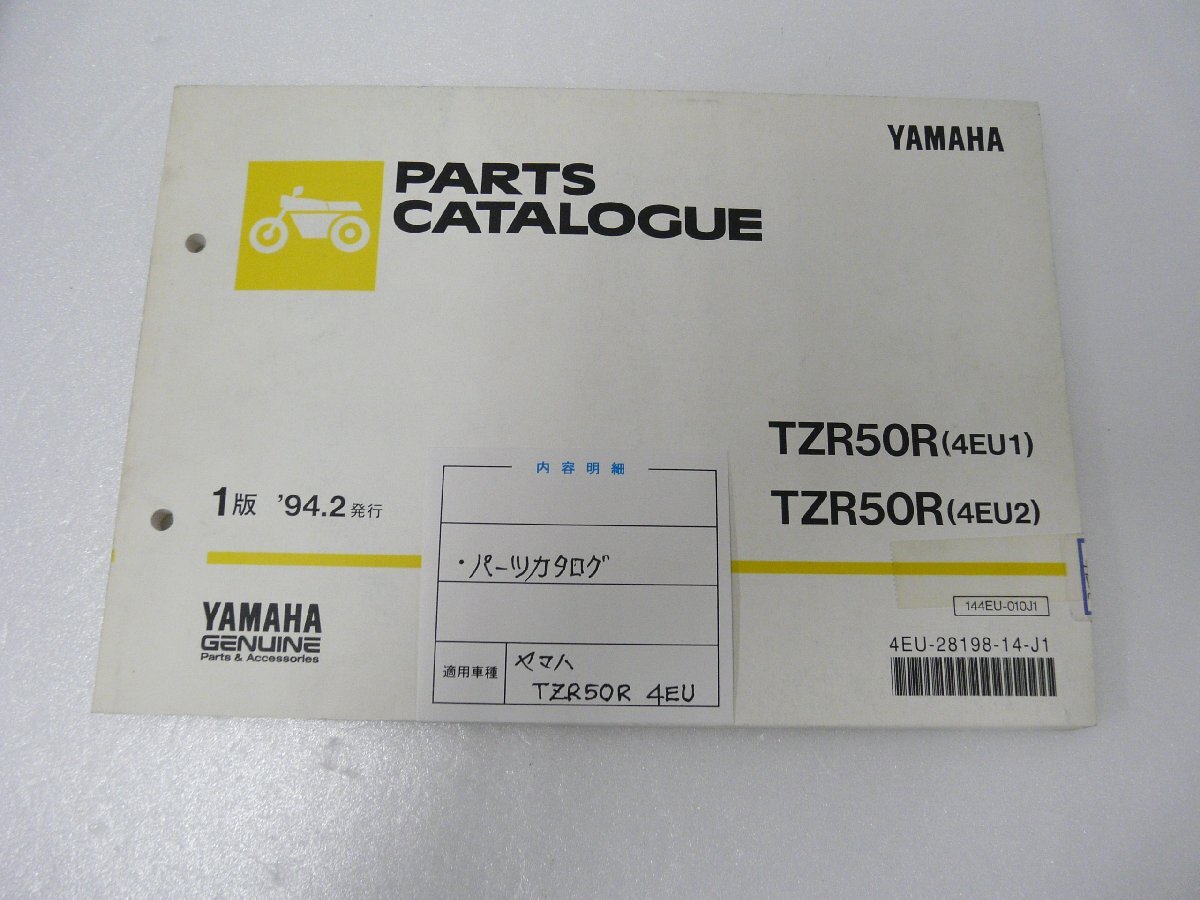 YAMAHA
PARTS
CATALOGUE
TZR50R(4EU1)
TZR50R(4EU2)
1版 '94.2発行
内容明細
・パーツカタログ
適用車種
ヤマハ
TZR50R 4EU
YAMAHA
GENUINE
Parts & Accessories
144EU-010J1
4EU-28198-14-J1